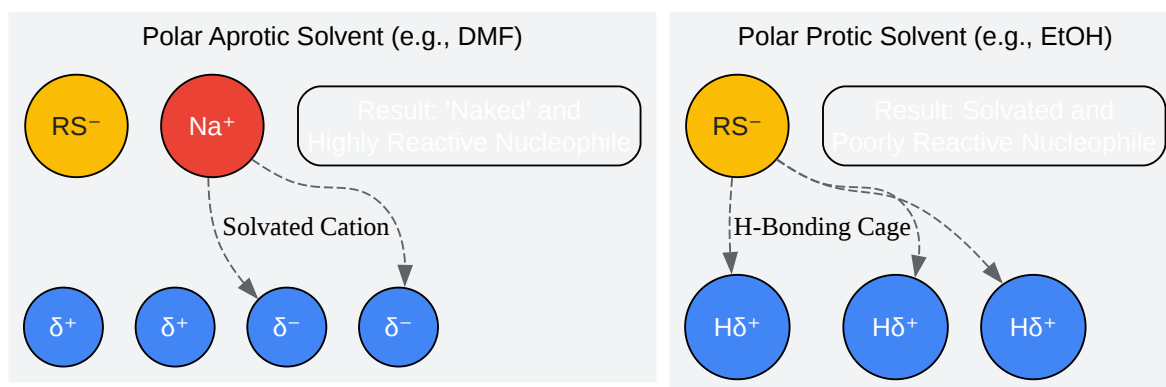 Polar Aprotic Solvent (e.g., DMF)
RS⁻
Na⁺
Result: 'Naked' and
Highly Reactive Nucleophile
Solvated Cation
δ⁺
δ⁺
δ⁻
δ⁻
Polar Protic Solvent (e.g., EtOH)
RS⁻
Result: Solvated and
Poorly Reactive Nucleophile
H-Bonding Cage
Hδ⁺
Hδ⁺
Hδ⁺